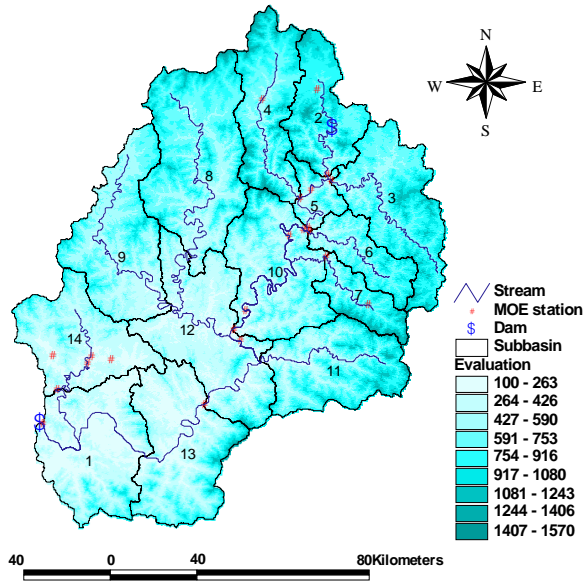 N
W
E
S
4
2
8
3
5
9
6
10
7
12
14
11
1
13
Stream
# MOE station
$ Dam
Subbasin
Evaluation
100 - 263
264 - 426
427 - 590
591 - 753
754 - 916
917 - 1080
1081 - 1243
1244 - 1406
1407 - 1570
40 0 40 80Kilometers